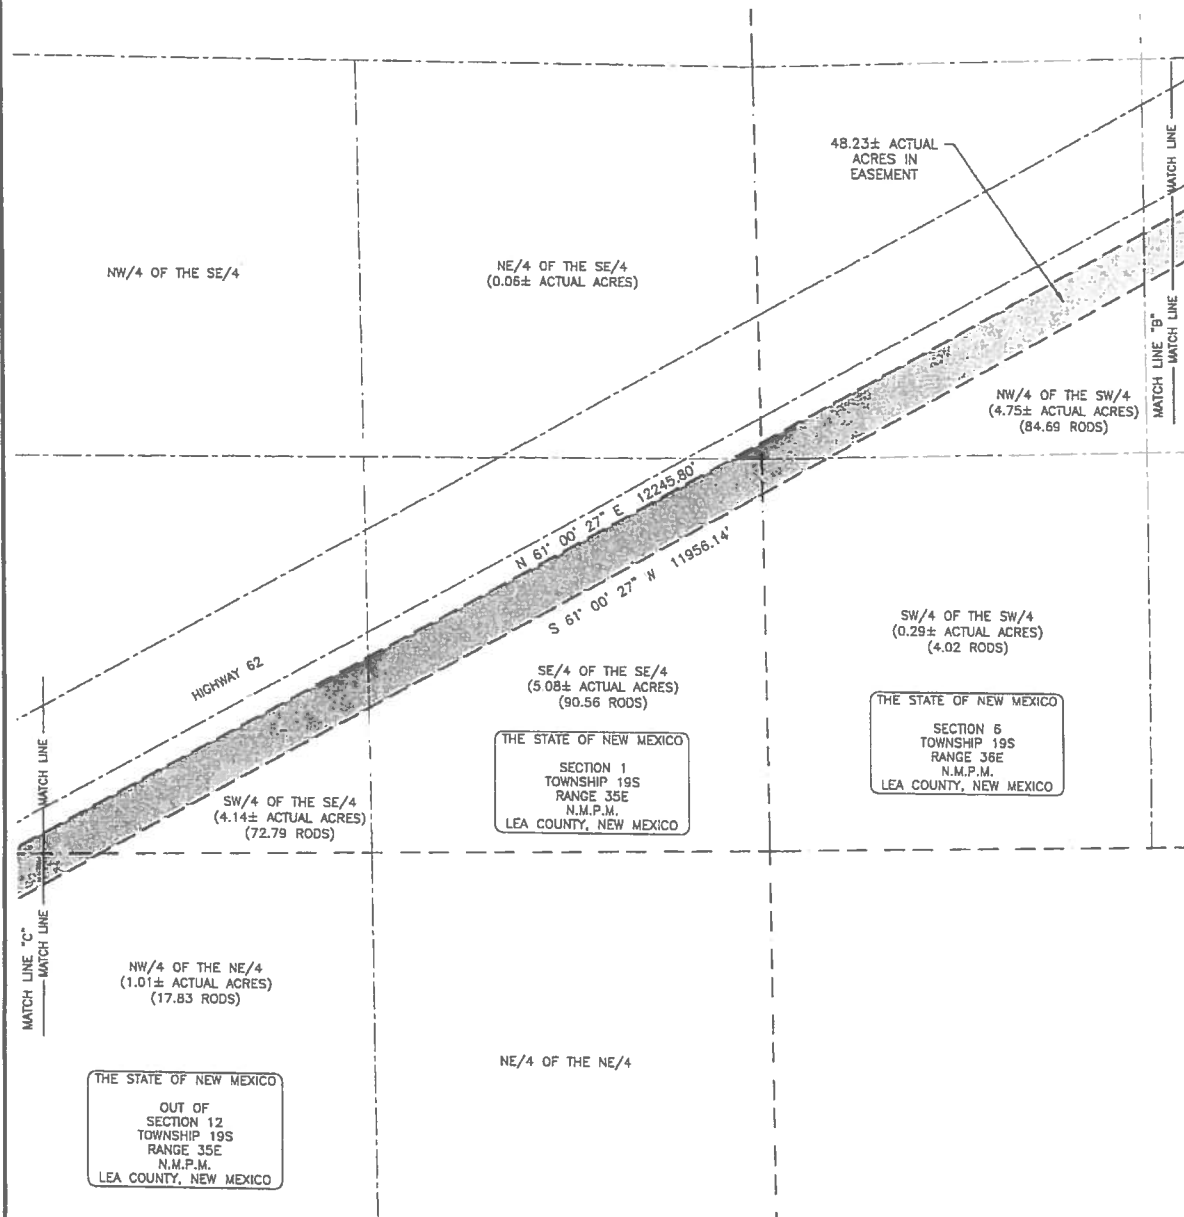 48.23± ACTUAL
ACRES IN
EASEMENT
MATCH LINE
NW/4 OF THE SE/4
NE/4 OF THE SE/4
(0.06± ACTUAL ACRES)
MATCH LINE "B"
MATCH LINE
NW/4 OF THE SW/4
(4.75± ACTUAL ACRES)
(84.69 RODS)
N 61° 00' 27" E 12245.80'
S 61° 00' 27" W 11956.14'
HIGHWAY 62
SW/4 OF THE SW/4
(0.29± ACTUAL ACRES)
(4.02 RODS)
SE/4 OF THE SE/4
(5.08± ACTUAL ACRES)
(90.56 RODS)
THE STATE OF NEW MEXICO
SECTION 6
TOWNSHIP 19S
RANGE 36E
N.M.P.M.
LEA COUNTY, NEW MEXICO
THE STATE OF NEW MEXICO
SECTION 1
TOWNSHIP 19S
RANGE 35E
N.M.P.M.
LEA COUNTY, NEW MEXICO
MATCH LINE
SW/4 OF THE SE/4
(4.14± ACTUAL ACRES)
(72.79 RODS)
MATCH LINE "C"
MATCH LINE
NW/4 OF THE NE/4
(1.01± ACTUAL ACRES)
(17.83 RODS)
NE/4 OF THE NE/4
THE STATE OF NEW MEXICO
OUT OF
SECTION 12
TOWNSHIP 19S
RANGE 35E
N.M.P.M.
LEA COUNTY, NEW MEXICO